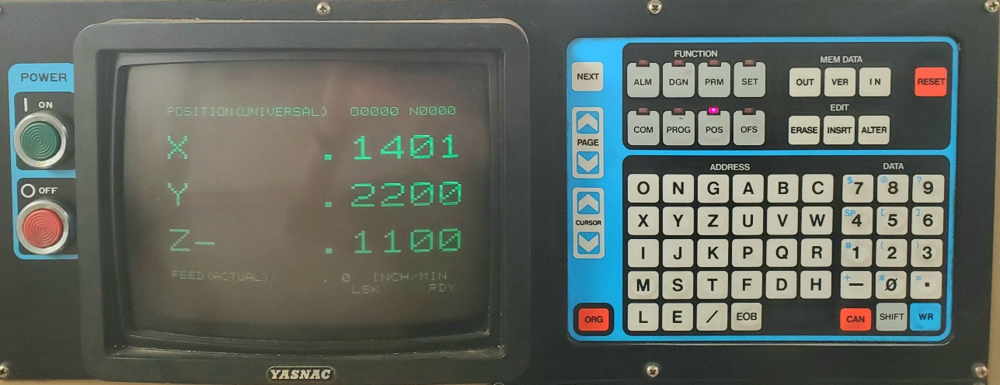 POWER
ON
OFF
POSITION(UNIVERSAL) O0000 N0000
X .1401
Y .2200
Z- .1100
FEED(ACTUAL) . 0 INCH/MIN
LSK RDY
YASNAC
NEXT
PAGE
CURSOR
ORG
FUNCTION
ALM DGN PRM SET
COM PROG POS OFS
MEM DATA
OUT VER IN
RESET
EDIT
ERASE INSRT ALTER
ADDRESS DATA
O N G A B C $ 7 @ 8 ? 9
X Y Z U V W SP 4 [ 5 ] 6
I J K P Q R # 1 ( 2 ) 3
M S T F D H + — * Ø = .
L E / EOB CAN SHIFT WR